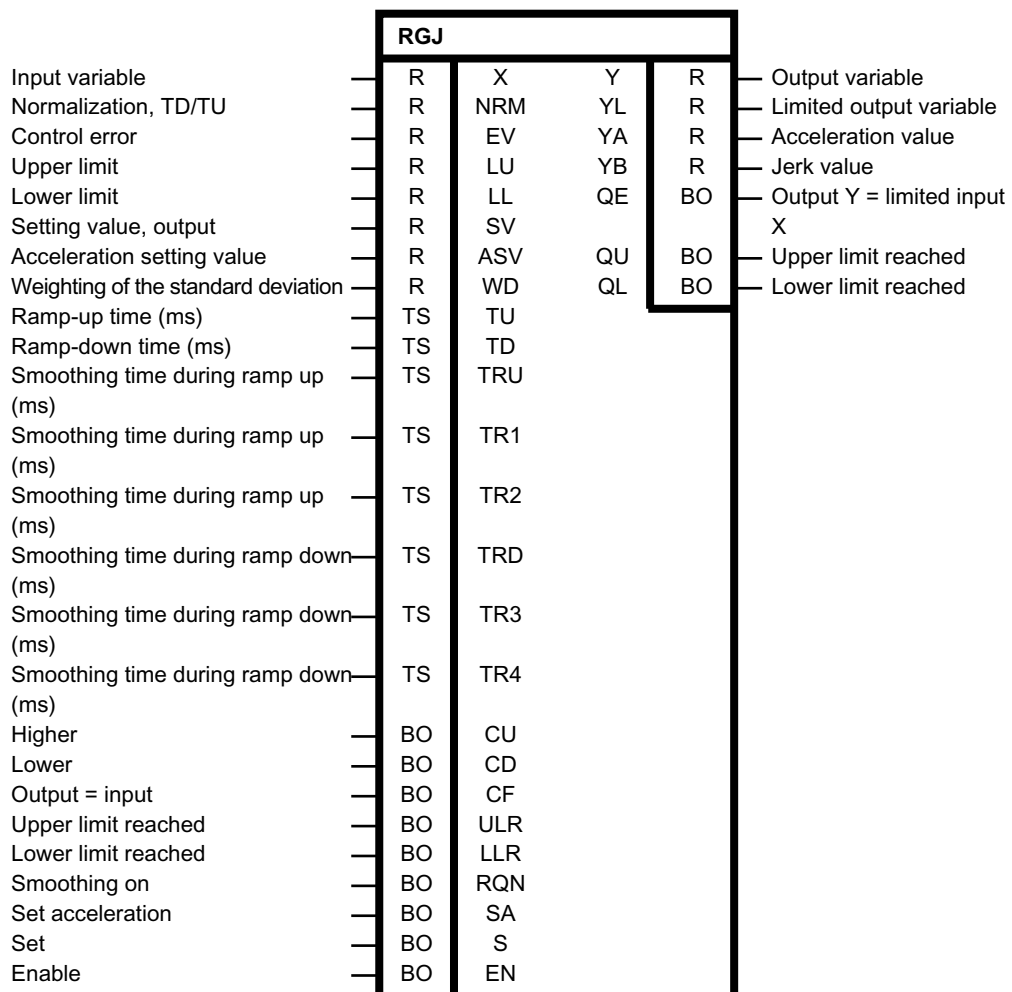 RGJ
Input variable R X Y R Output variable
Normalization, TD/TU R NRM YL R Limited output variable
Control error R EV YA R Acceleration value
Upper limit R LU YB R Jerk value
Lower limit R LL QE BO Output Y = limited input
Setting value, output R SV X
Acceleration setting value R ASV QU BO Upper limit reached
Weighting of the standard deviation R WD QL BO Lower limit reached
Ramp-up time (ms) TS TU
Ramp-down time (ms) TS TD
Smoothing time during ramp up TS TRU
(ms)
Smoothing time during ramp up TS TR1
(ms)
Smoothing time during ramp up TS TR2
(ms)
Smoothing time during ramp down TS TRD
(ms)
Smoothing time during ramp down TS TR3
(ms)
Smoothing time during ramp down TS TR4
(ms)
Higher BO CU
Lower BO CD
Output = input BO CF
Upper limit reached BO ULR
Lower limit reached BO LLR
Smoothing on BO RQN
Set acceleration BO SA
Set BO S
Enable BO EN